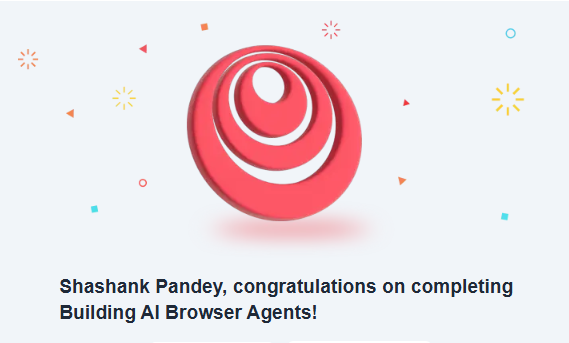 Shashank Pandey, congratulations on completing
Building AI Browser Agents!